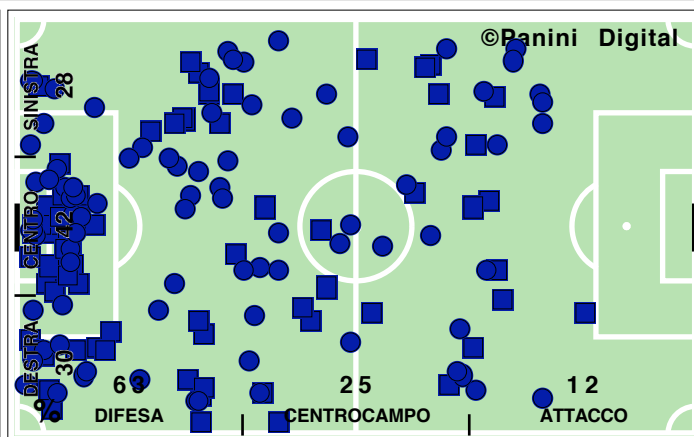 ©Panini Digital
SINISTRA
28
CENTRO
42
DESTRA
30
%
63 25 12
DIFESA CENTROCAMPO ATTACCO